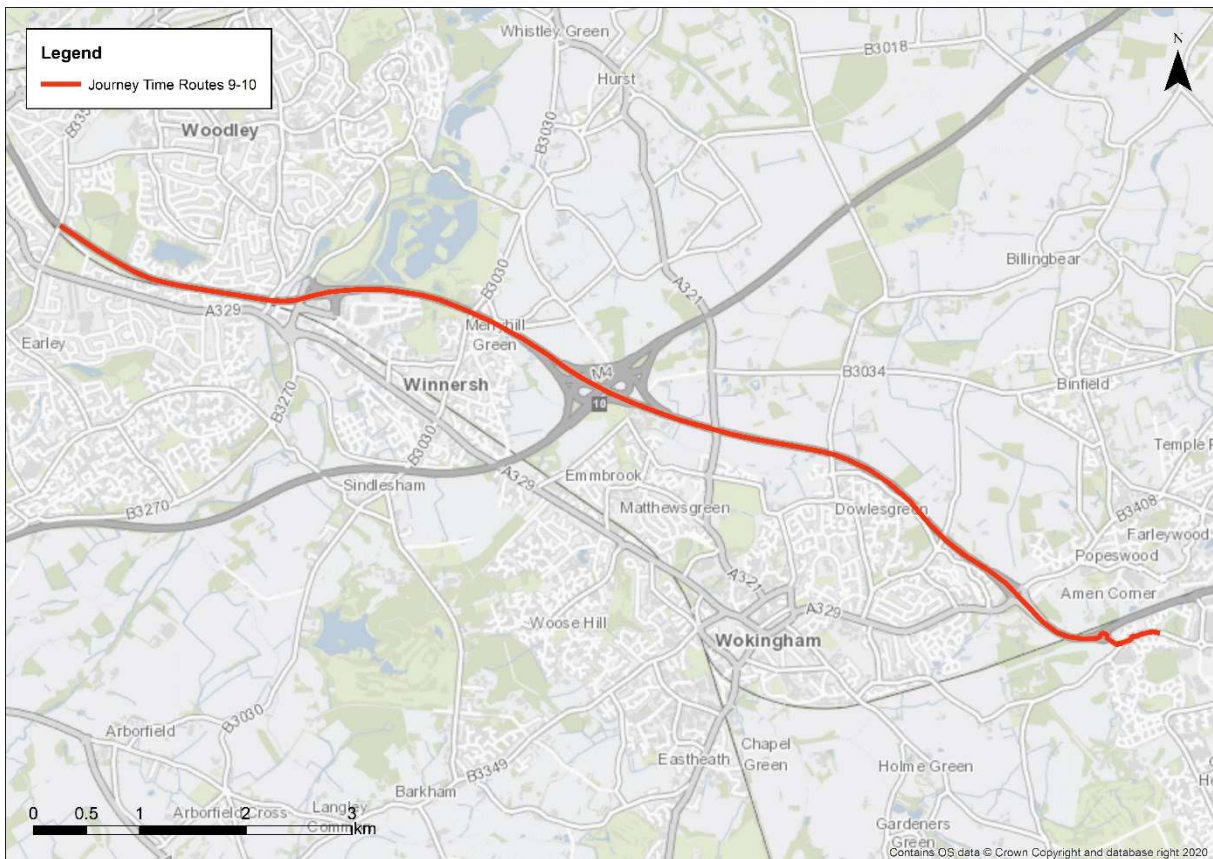 Legend
Journey Time Routes 9-10
N
Whistley Green
B3018
Hurst
B3030
Woodley
A321
Billingbear
B3030
A329
Merryhill
Green
Earley
M4
B3034
Binfield
Winnersh
10
B3270
B3030
A329
Emmbrook
Sindlesham
Matthewsgreen
Dowlesgreen
B3408
Farleywood
Popeswood
B3270
A321
A329
Amen Corner
Woose Hill
Wokingham
B3030
Arborfield
Eastheath
Chapel
Green
Holme Green
B3349
Barkham
Arborfield Cross
Langley
Common
Gardeners
Green
0 0.5 1 2 3
km
Contains OS data © Crown Copyright and database right 2020